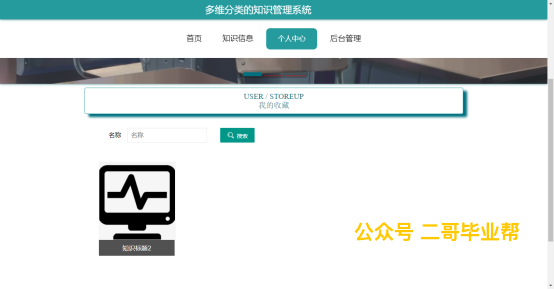 多维分类的知识管理系统
首页 知识信息 个人中心 后台管理
USER / STOREUP
我的收藏
名称 名称 搜索
知识标题2
公众号 二哥毕业帮